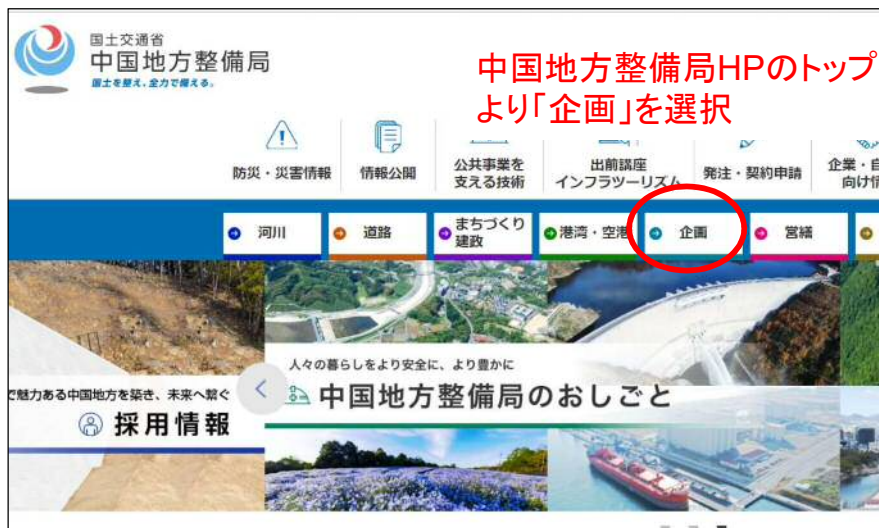 国土交通省
中国地方整備局
国土を整え、全力で備える。
中国地方整備局HPのトップ
より「企画」を選択
防災・災害情報
情報公開
公共事業を
支える技術
出前講座
インフラツーリズム
発注・契約申請
企業・自
向け情
河川
道路
まちづくり
建政
港湾・空港
企画
営繕
人々の暮らしをより安全に、より豊かに
中国地方整備局のおしごと
で魅力ある中国地方を築き、未来へ繋ぐ
採用情報